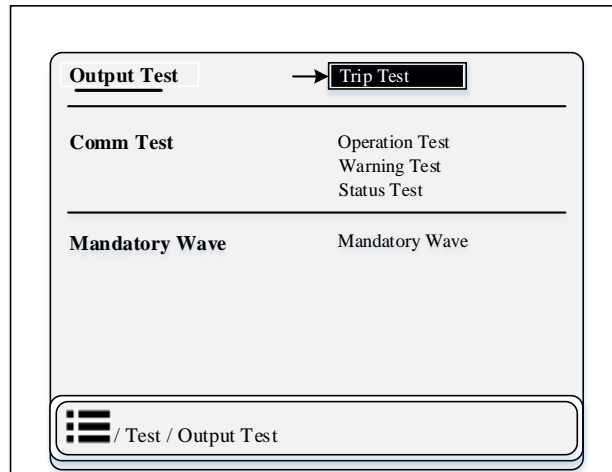 Output Test Trip Test
Comm Test Operation Test
Warning Test
Status Test
Mandatory Wave Mandatory Wave
/ Test / Output Test